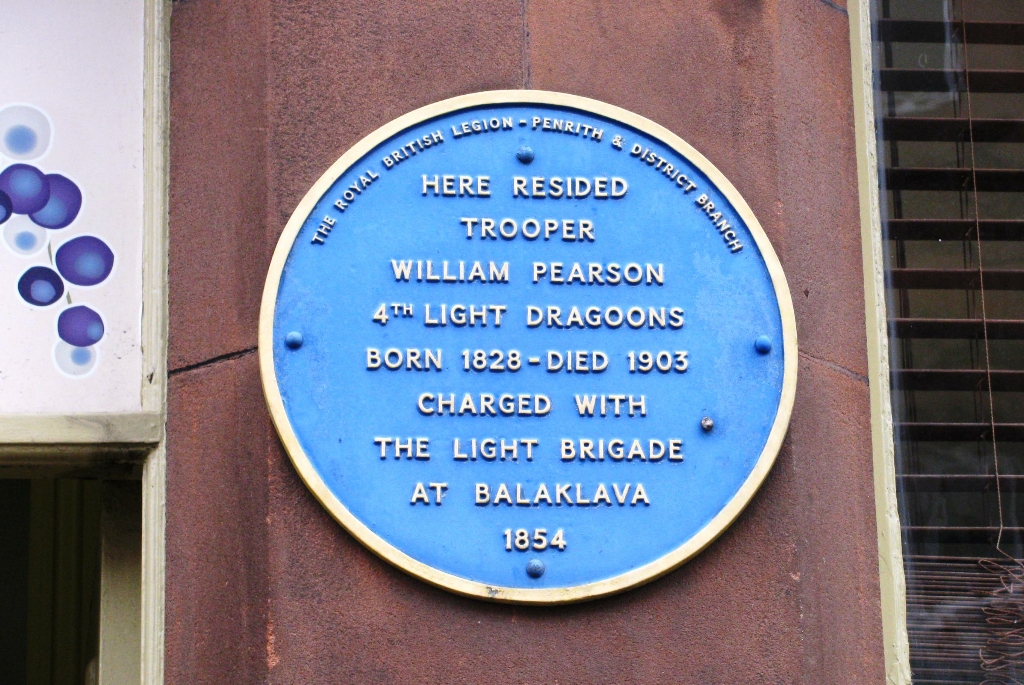 THE ROYAL BRITISH LEGION - PENRITH & DISTRICT BRANCH
HERE RESIDED
TROOPER
WILLIAM PEARSON
4TH LIGHT DRAGOONS
BORN 1828 - DIED 1903
CHARGED WITH
THE LIGHT BRIGADE
AT BALAKLAVA
1854